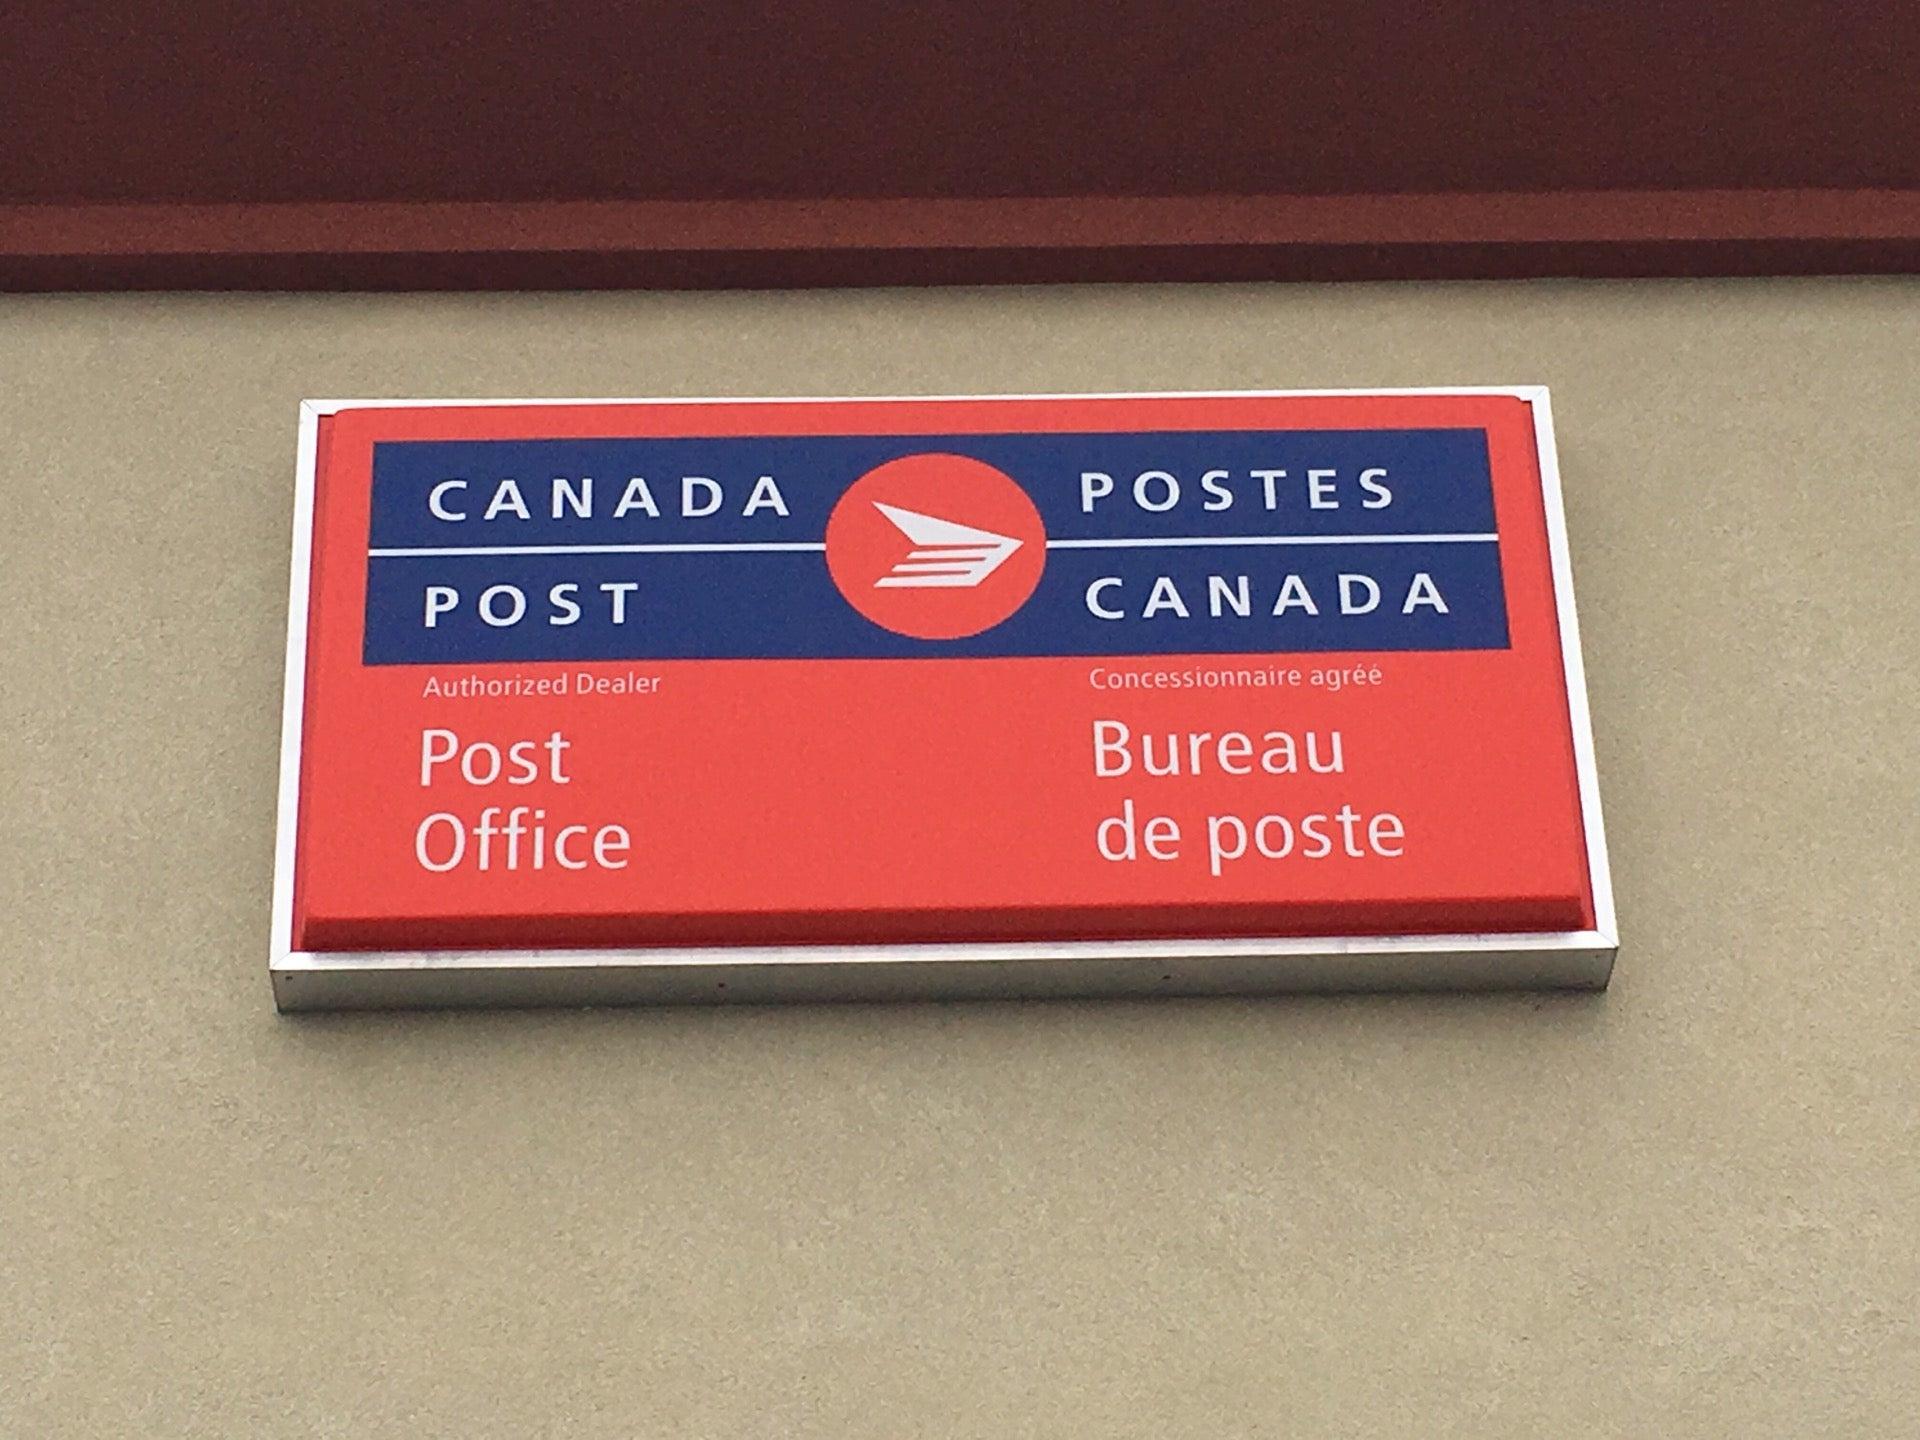 CANADA
POST
Authorized Dealer
Post
Office
POSTES
CANADA
Concessionnaire agréé
Bureau
de poste